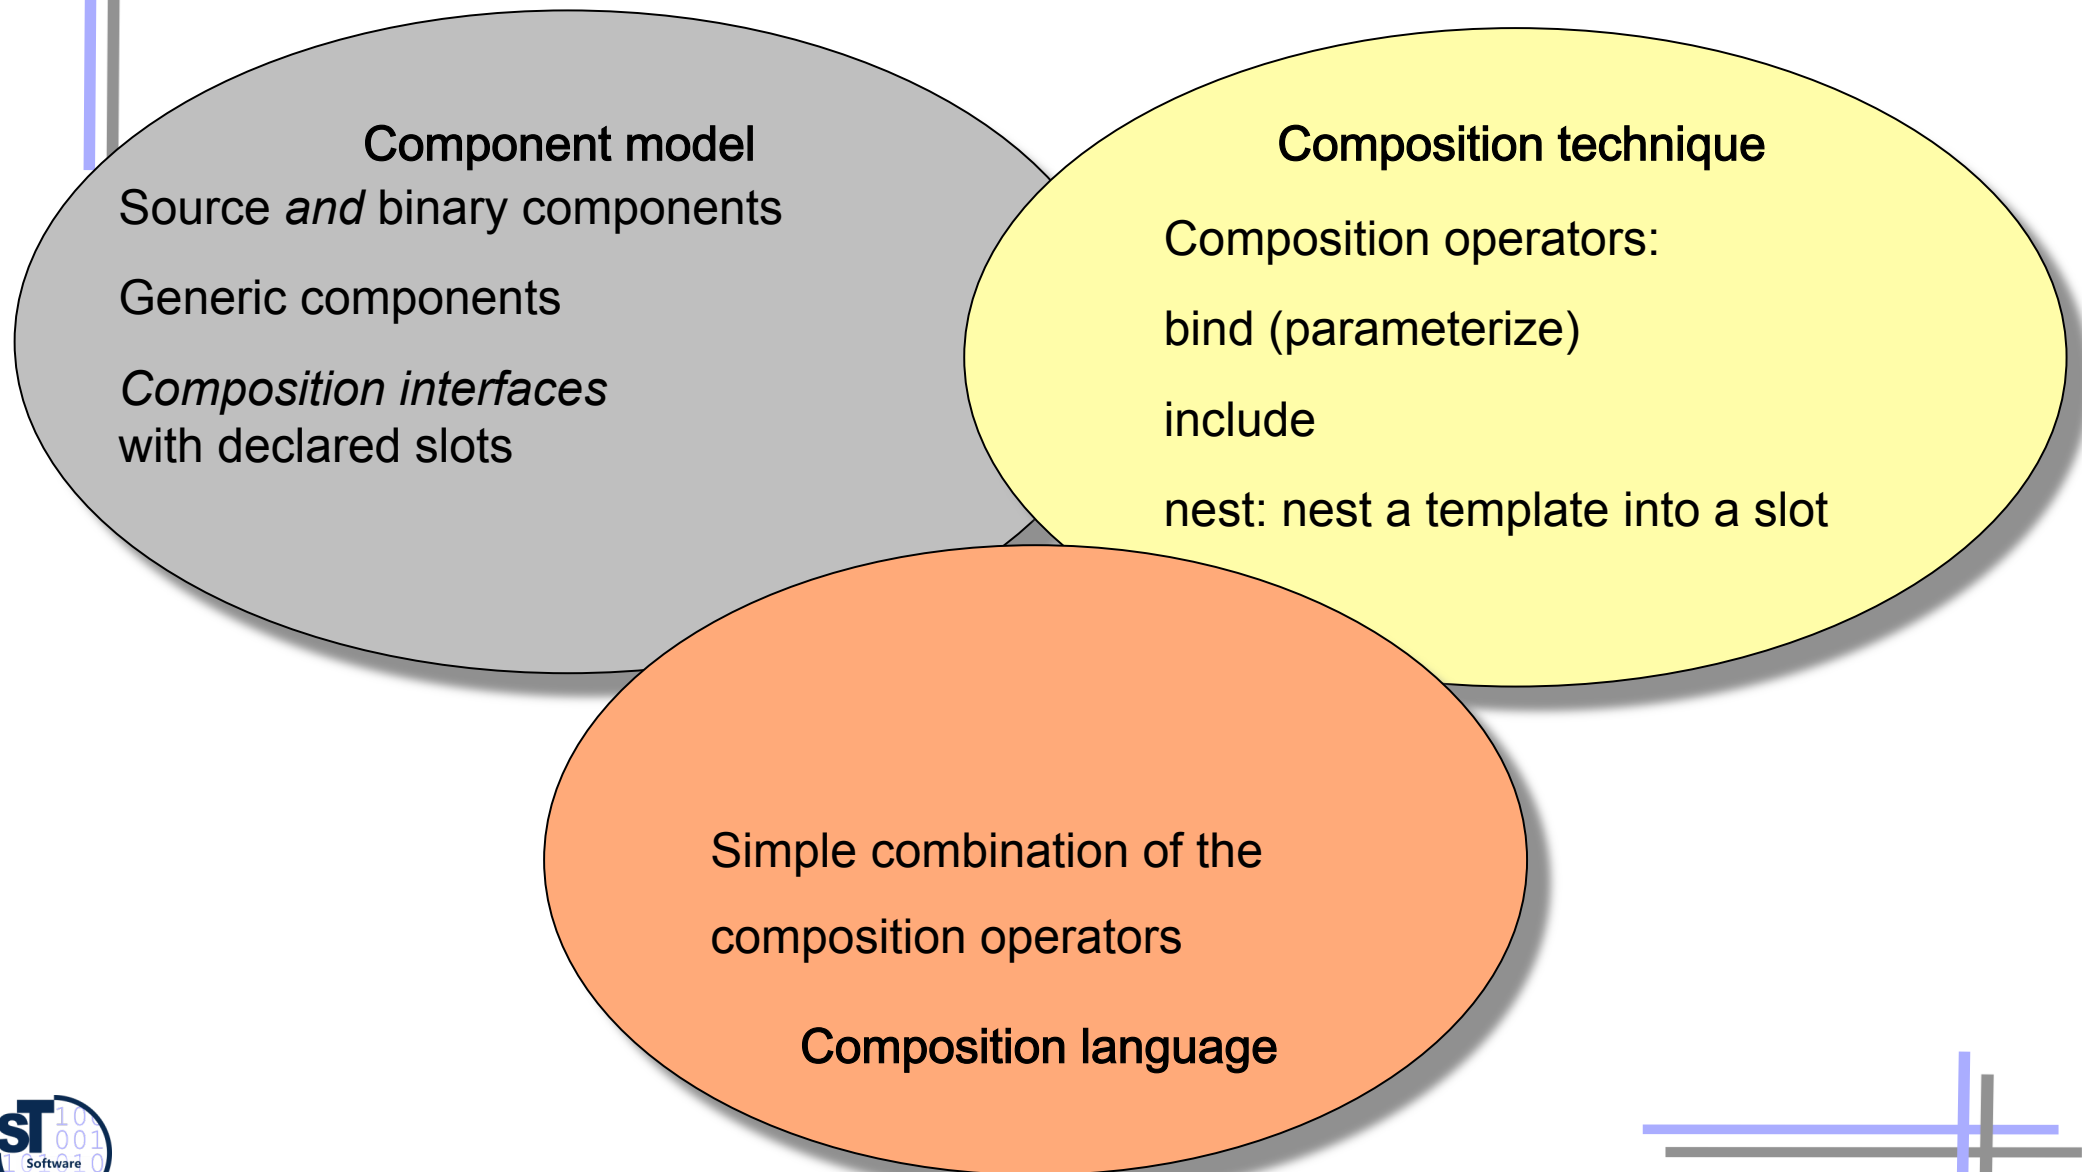 Component model
Source and binary components
Generic components
Composition interfaces
with declared slots
Composition technique
Composition operators:
bind (parameterize)
include
nest: nest a template into a slot
Simple combination of the
composition operators
Composition language
ST
Software